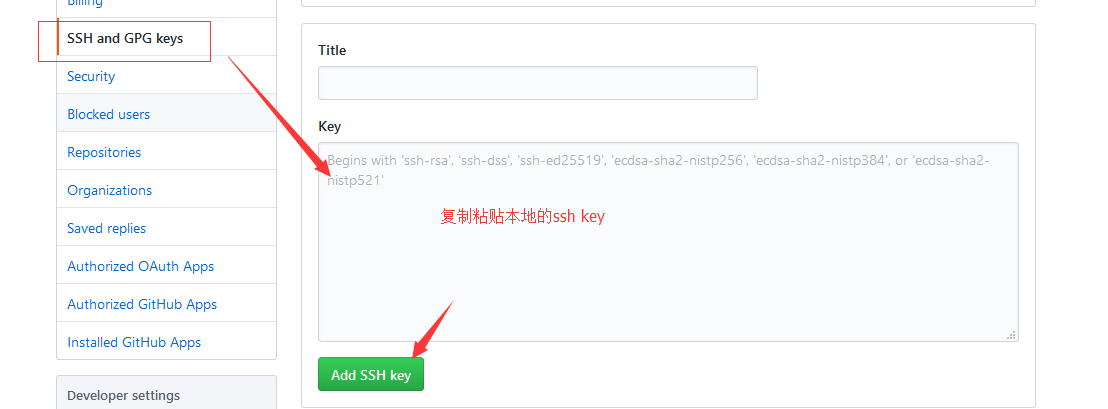 Billing
SSH and GPG keys
Security
Blocked users
Repositories
Organizations
Saved replies
Authorized OAuth Apps
Authorized GitHub Apps
Installed GitHub Apps
Developer settings
Title
Key
Begins with 'ssh-rsa', 'ssh-dss', 'ssh-ed25519', 'ecdsa-sha2-nistp256', 'ecdsa-sha2-nistp384', or 'ecdsa-sha2-
nistp521'
复制粘贴本地的ssh key
Add SSH key